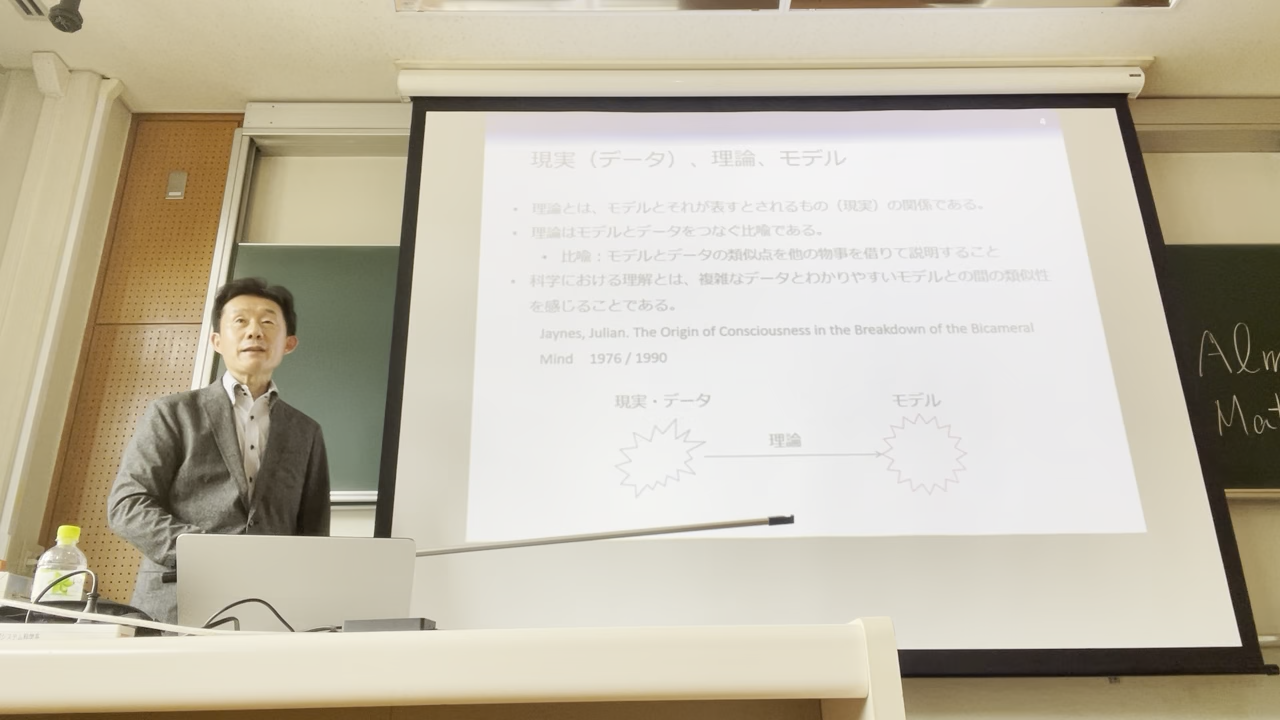 4
現実（データ）、理論、モデル
• 理論とは、モデルとそれが表すとされるもの（現実）の関係である。
• 理論はモデルとデータをつなぐ比喩である。
• 比喩：モデルとデータの類似点を他の物事を借りて説明すること
• 科学における理解とは、複雑なデータとわかりやすいモデルとの間の類似性
を感じることである。
Jaynes, Julian. The Origin of Consciousness in the Breakdown of the Bicameral
Mind 1976 / 1990
現実・データ
モデル
理論
Alm
Mat